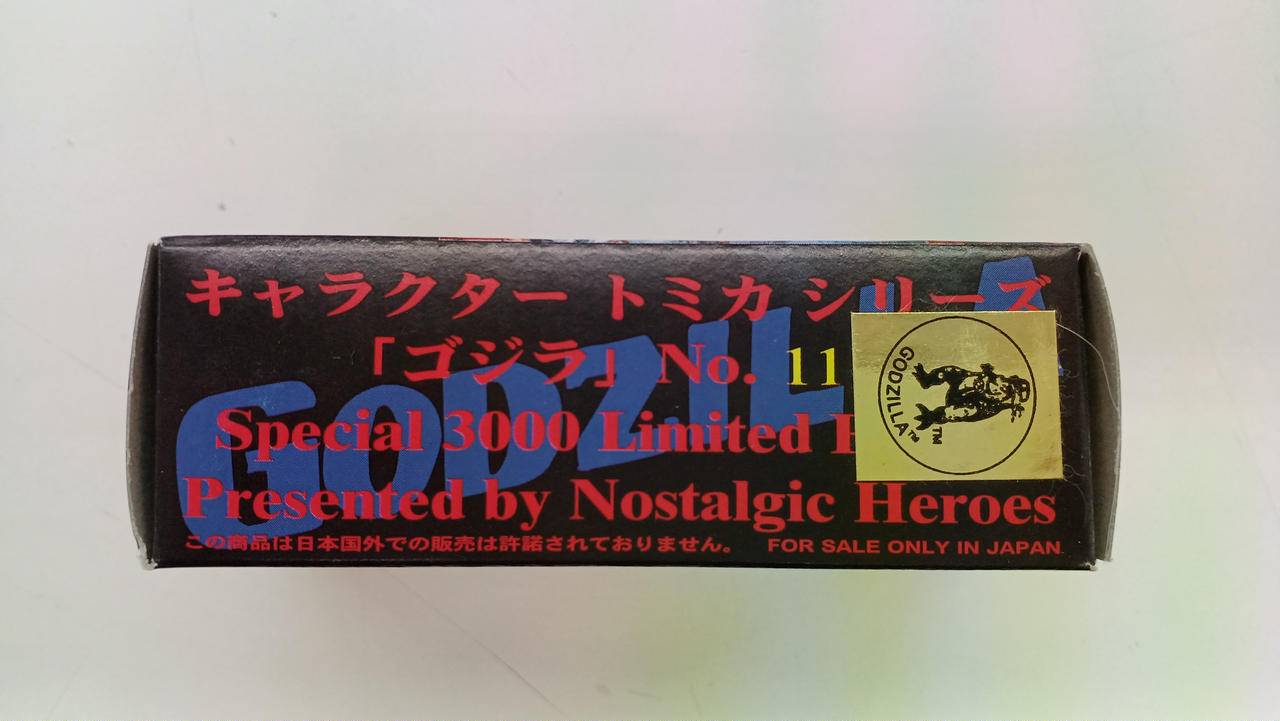 キャラクター トミカ シリーズ
「ゴジラ」No. 11
Special 3000 Limited
Presented by Nostalgic Heroes
この商品は日本国外での販売は許諾されておりません。 FOR SALE ONLY IN JAPAN
GODZILLA
GODZILLA™
TM